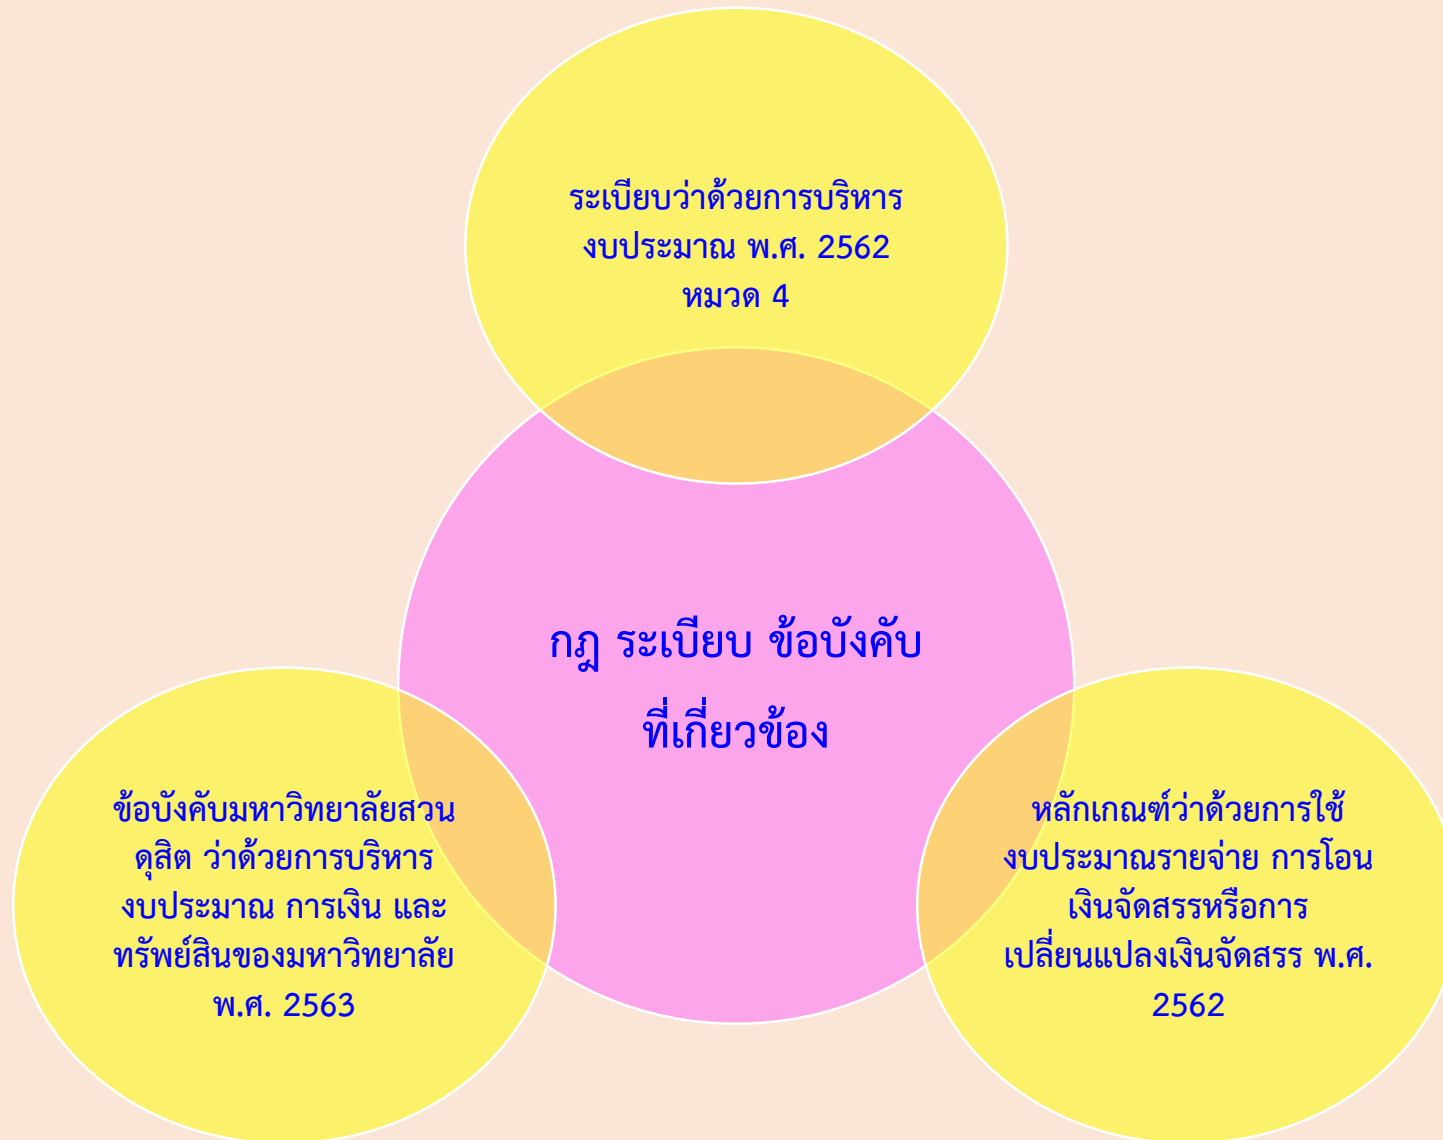 ระเบียบว่าด้วยการบริหาร
งบประมาณ พ.ศ. 2562
หมวด 4
กฎ ระเบียบ ข้อบังคับ
ที่เกี่ยวข้อง
ข้อบังคับมหาวิทยาลัยสวน
ดุสิต ว่าด้วยการบริหาร
งบประมาณ การเงิน และ
ทรัพย์สินของมหาวิทยาลัย
พ.ศ. 2563
หลักเกณฑ์ว่าด้วยการใช้
งบประมาณรายจ่าย การโอน
เงินจัดสรรหรือการ
เปลี่ยนแปลงเงินจัดสรร พ.ศ.
2562